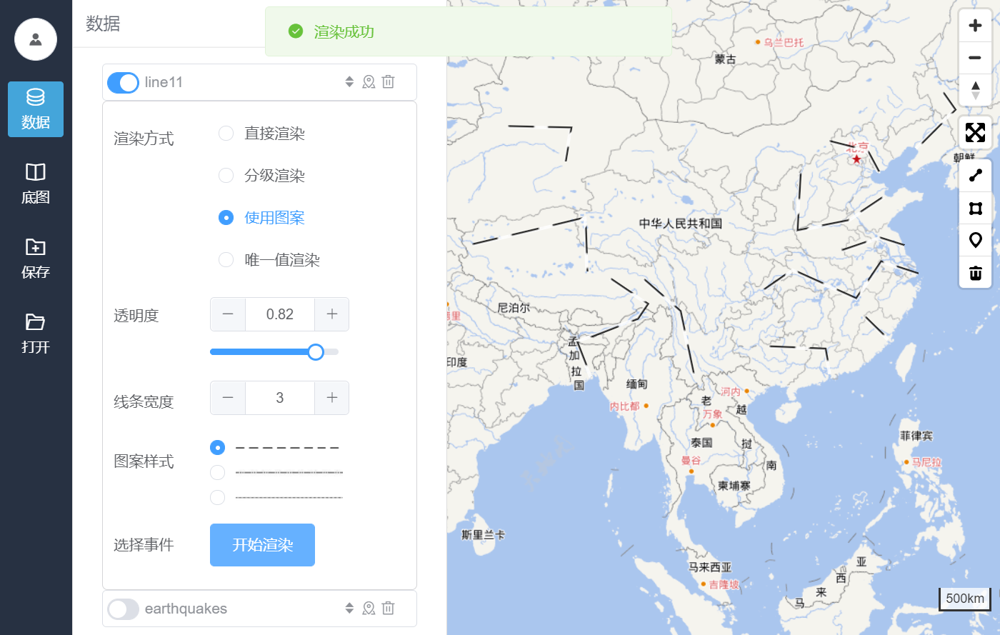 数据
底图
保存
打开
数据
渲染成功
line11
渲染方式
直接渲染
分级渲染
使用图案
唯一值渲染
透明度
0.82
线条宽度
3
图案样式
选择事件
开始渲染
earthquakes
乌兰巴托
蒙古
北京
朝鲜
中华人民共和国
尼泊尔
德里
孟加拉国
印度
缅甸
河内
老
万象
越
内比都
泰国
挝
菲律宾
曼谷
南
马尼拉
柬埔寨
斯里兰卡
马来西亚
吉隆坡
马来西亚
500km